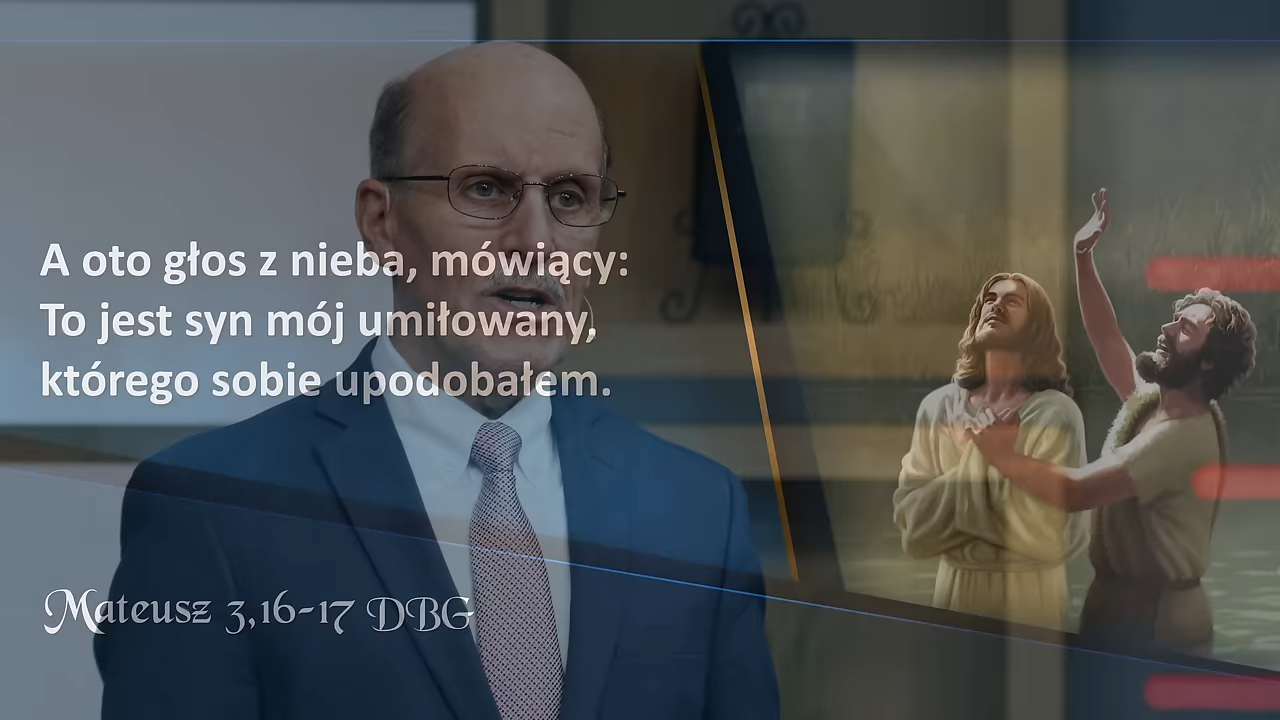 A oto głos z nieba, mówiący:
To jest syn mój umiłowany,
którego sobie upodobałem.
Mateusz 3,16-17 DBG